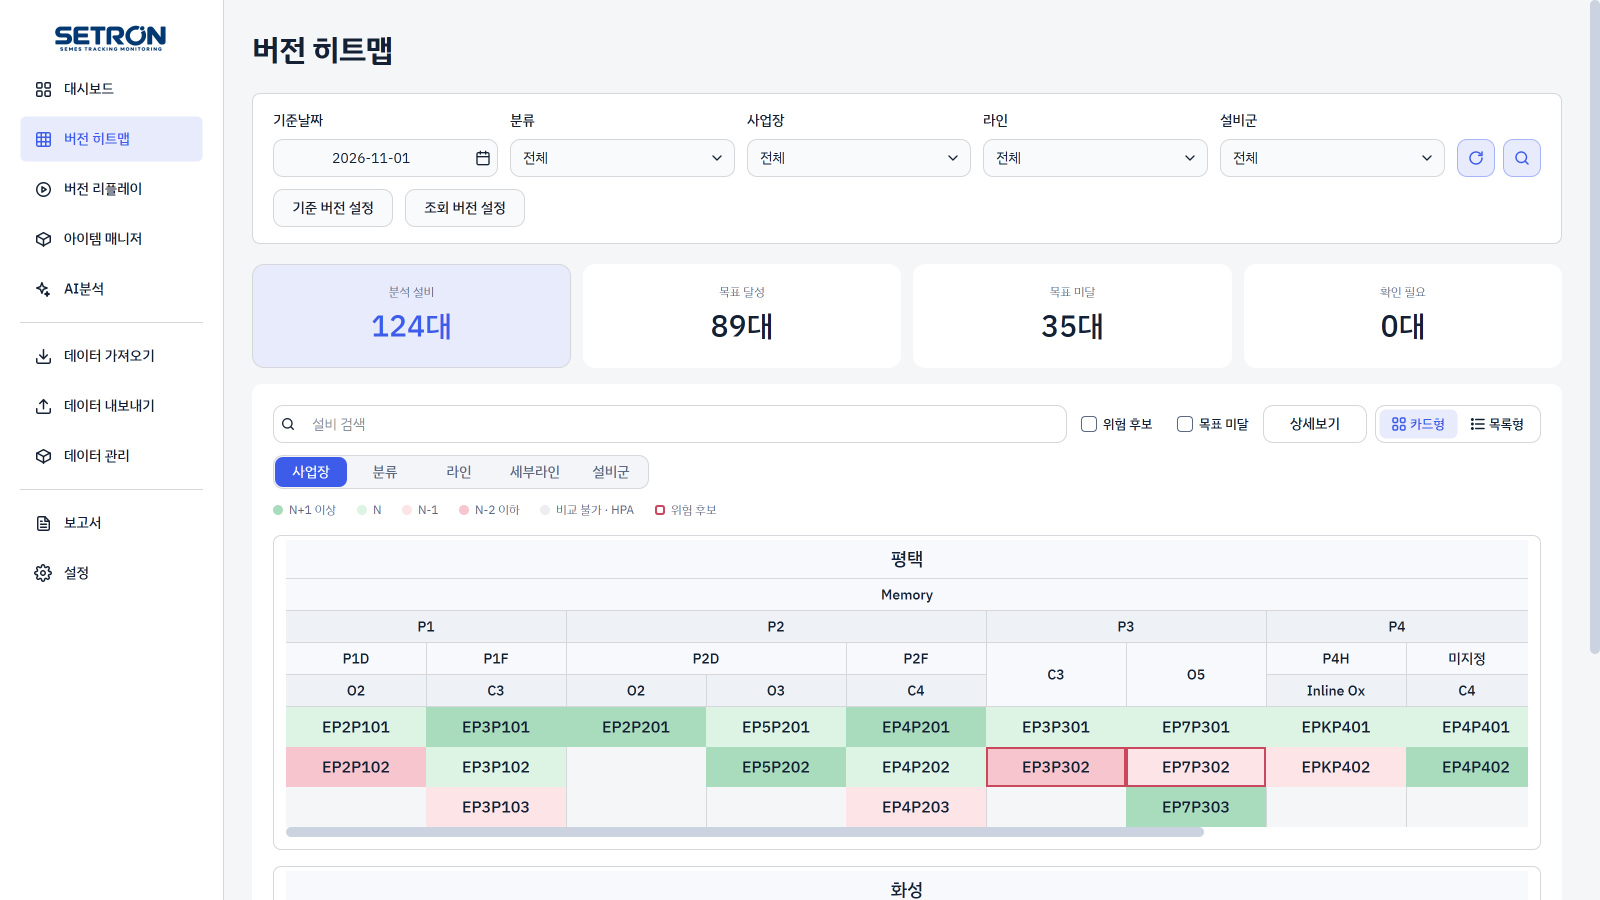 SETRON
SEMES TRACKING MONITORING
대시보드
버전 히트맵
버전 리플레이
아이템 매니저
AI분석
데이터 가져오기
데이터 내보내기
데이터 관리
보고서
설정
버전 히트맵
기준날짜 분류 사업장 라인 설비군
2026-11-01 전체 전체 전체 전체
기준 버전 설정 조회 버전 설정
분석 설비 목표 달성 목표 미달 확인 필요
124대 89대 35대 0대
설비 검색 위험 후보 목표 미달 상세보기 카드형 목록형
사업장 분류 라인 세부라인 설비군
N+1 이상 N N-1 N-2 이하 비교 불가 · HPA 위험 후보
평택
Memory
P1 P2 P3 P4
P1D P1F P2D P2F C3 O5 P4H 미지정
O2 C3 O2 O3 C4 Inline Ox C4
EP2P101 EP3P101 EP2P201 EP5P201 EP4P201 EP3P301 EP7P301 EPKP401 EP4P401
EP2P102 EP3P102 EP5P202 EP4P202 EP3P302 EP7P302 EPKP402 EP4P402
EP3P103 EP4P203 EP7P303
화성